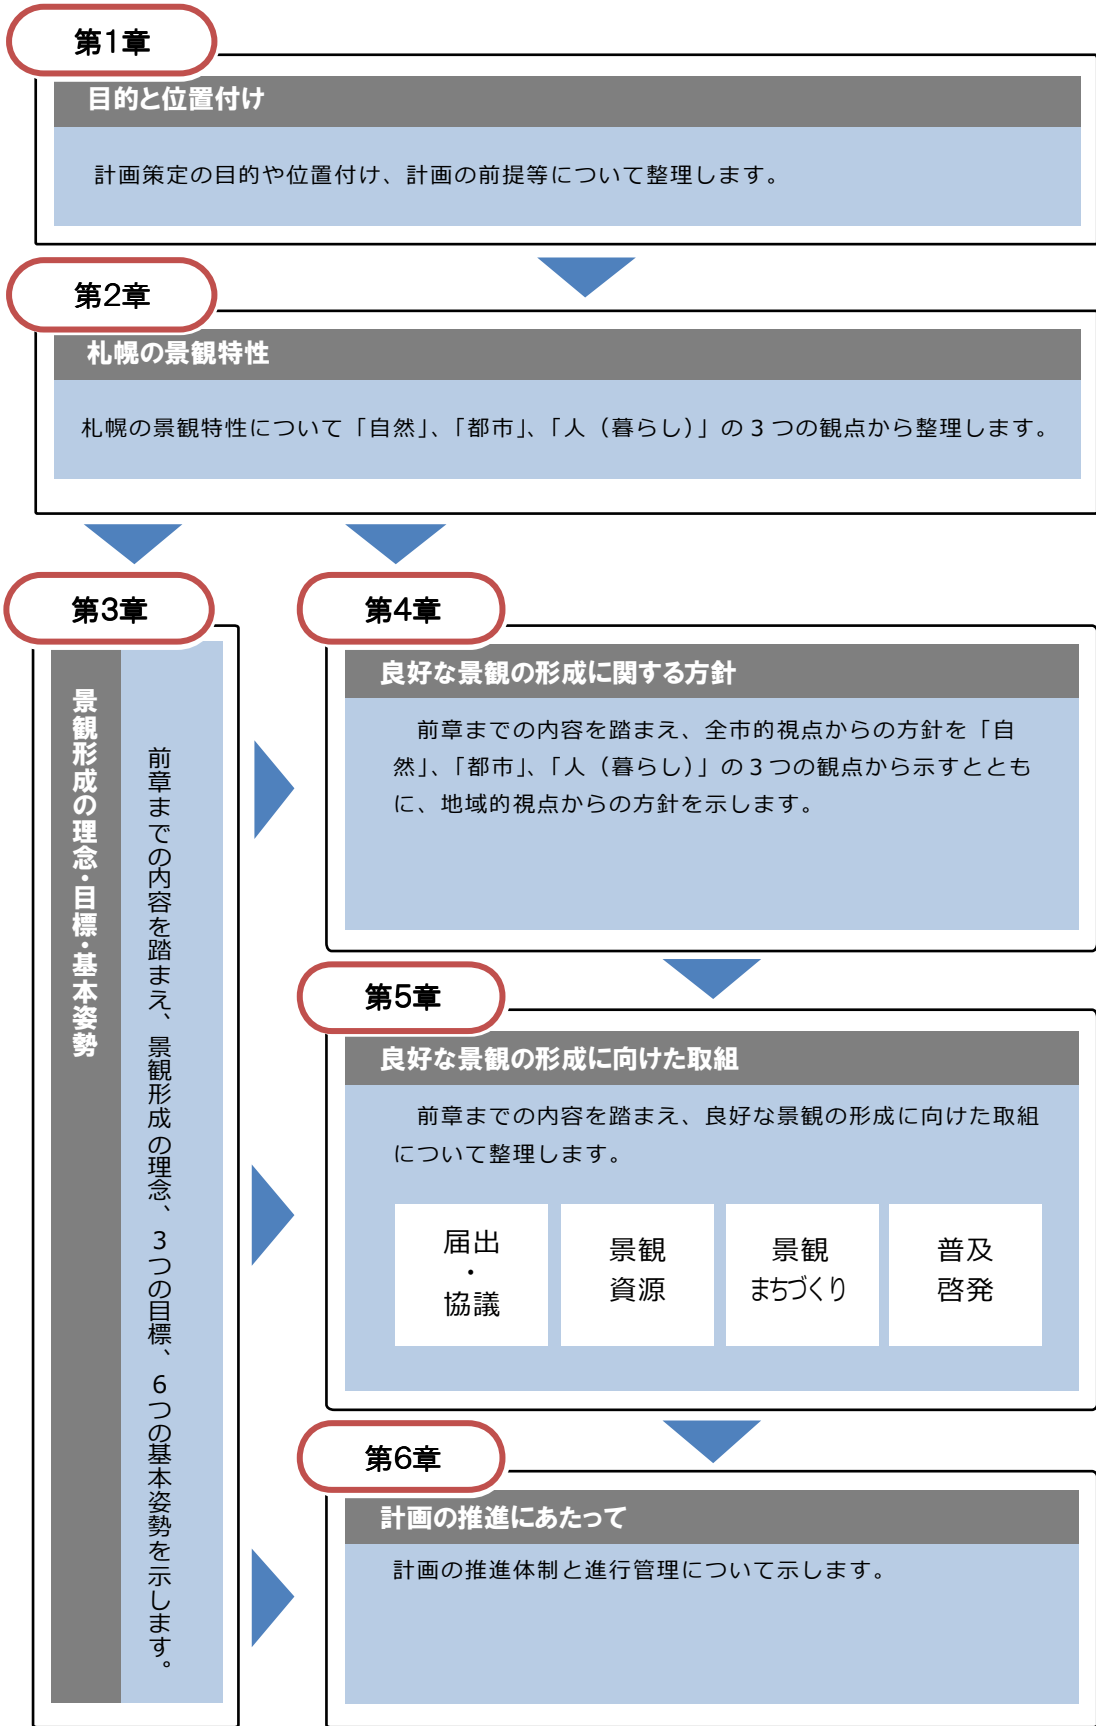 第1章
目的と位置付け
計画策定の目的や位置付け、計画の前提等について整理します。
第2章
札幌の景観特性
札幌の景観特性について「自然」、「都市」、「人（暮らし）」の3つの観点から整理します。
第3章
景観形成の理念・目標・基本姿勢
前章までの内容を踏まえ、景観形成の理念、3つの目標、6つの基本姿勢を示します。
第4章
良好な景観の形成に関する方針
前章までの内容を踏まえ、全市的視点からの方針を「自
然」、「都市」、「人（暮らし）」の3つの観点から示すととも
に、地域的視点からの方針を示します。
第5章
良好な景観の形成に向けた取組
前章までの内容を踏まえ、良好な景観の形成に向けた取組
について整理します。
届出
・
協議
景観
資源
景観
まちづくり
普及
啓発
第6章
計画の推進にあたって
計画の推進体制と進行管理について示します。